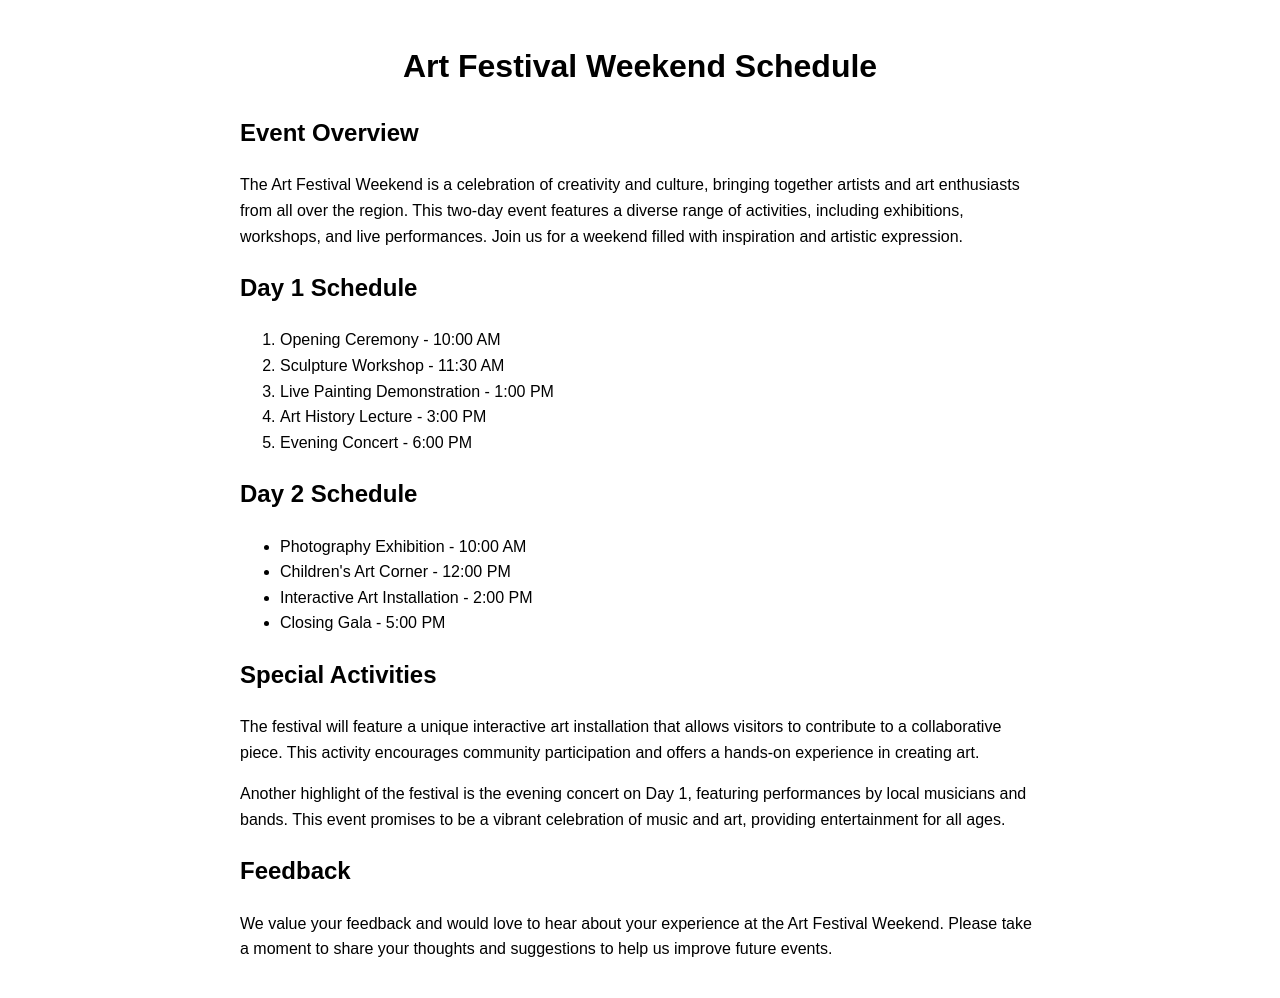 Art Festival Weekend Schedule
Event Overview
The Art Festival Weekend is a celebration of creativity and culture, bringing together artists and art enthusiasts
from all over the region. This two-day event features a diverse range of activities, including exhibitions,
workshops, and live performances. Join us for a weekend filled with inspiration and artistic expression.
Day 1 Schedule
1. Opening Ceremony - 10:00 AM
2. Sculpture Workshop - 11:30 AM
3. Live Painting Demonstration - 1:00 PM
4. Art History Lecture - 3:00 PM
5. Evening Concert - 6:00 PM
Day 2 Schedule
• Photography Exhibition - 10:00 AM
• Children's Art Corner - 12:00 PM
• Interactive Art Installation - 2:00 PM
• Closing Gala - 5:00 PM
Special Activities
The festival will feature a unique interactive art installation that allows visitors to contribute to a collaborative
piece. This activity encourages community participation and offers a hands-on experience in creating art.
Another highlight of the festival is the evening concert on Day 1, featuring performances by local musicians and
bands. This event promises to be a vibrant celebration of music and art, providing entertainment for all ages.
Feedback
We value your feedback and would love to hear about your experience at the Art Festival Weekend. Please take
a moment to share your thoughts and suggestions to help us improve future events.